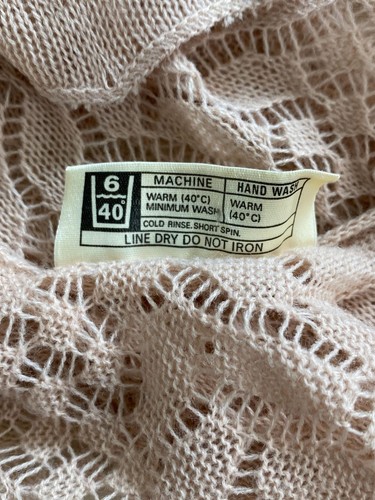 6
40°
MACHINE HAND WASH
WARM (40°C) WARM
MINIMUM WASH (40°C)
COLD RINSE. SHORT SPIN.
LINE DRY DO NOT IRON